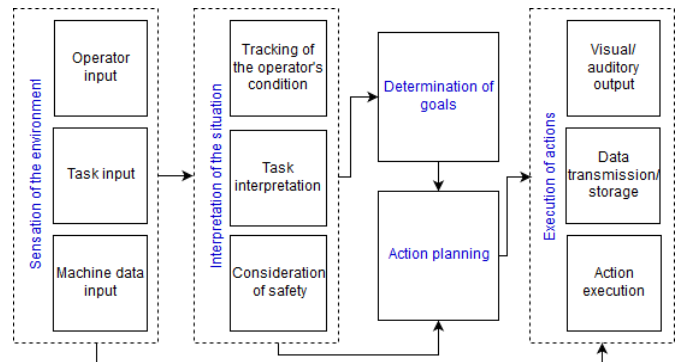 Sensation of the environment
Operator
input
Task input
Machine data
input
Interpretation of the situation
Tracking of
the operator's
condition
Task
interpretation
Consideration
of safety
Determination of
goals
Action planning
Execution of actions
Visual/
auditory
output
Data
transmission/
storage
Action
execution